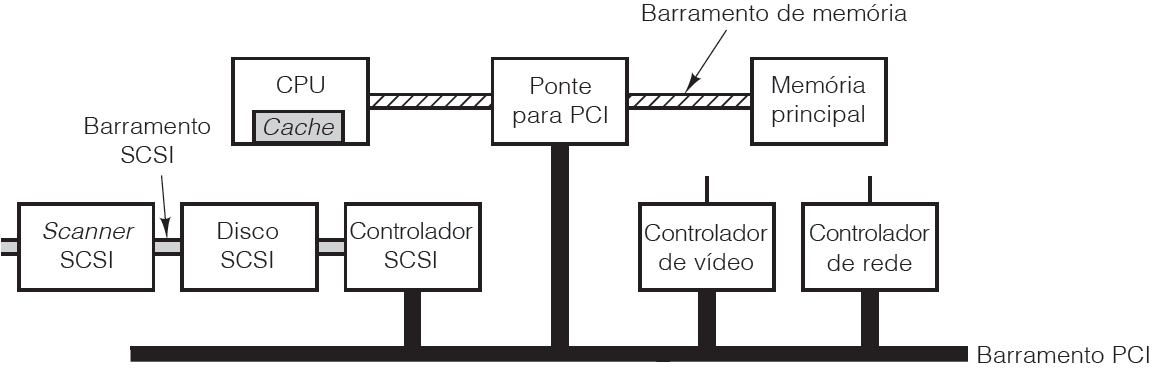 Barramento de memória
CPU
Cache
Ponte
para PCI
Memória
principal
Barramento
SCSI
Scanner
SCSI
Disco
SCSI
Controlador
SCSI
Controlador
de vídeo
Controlador
de rede
Barramento PCI